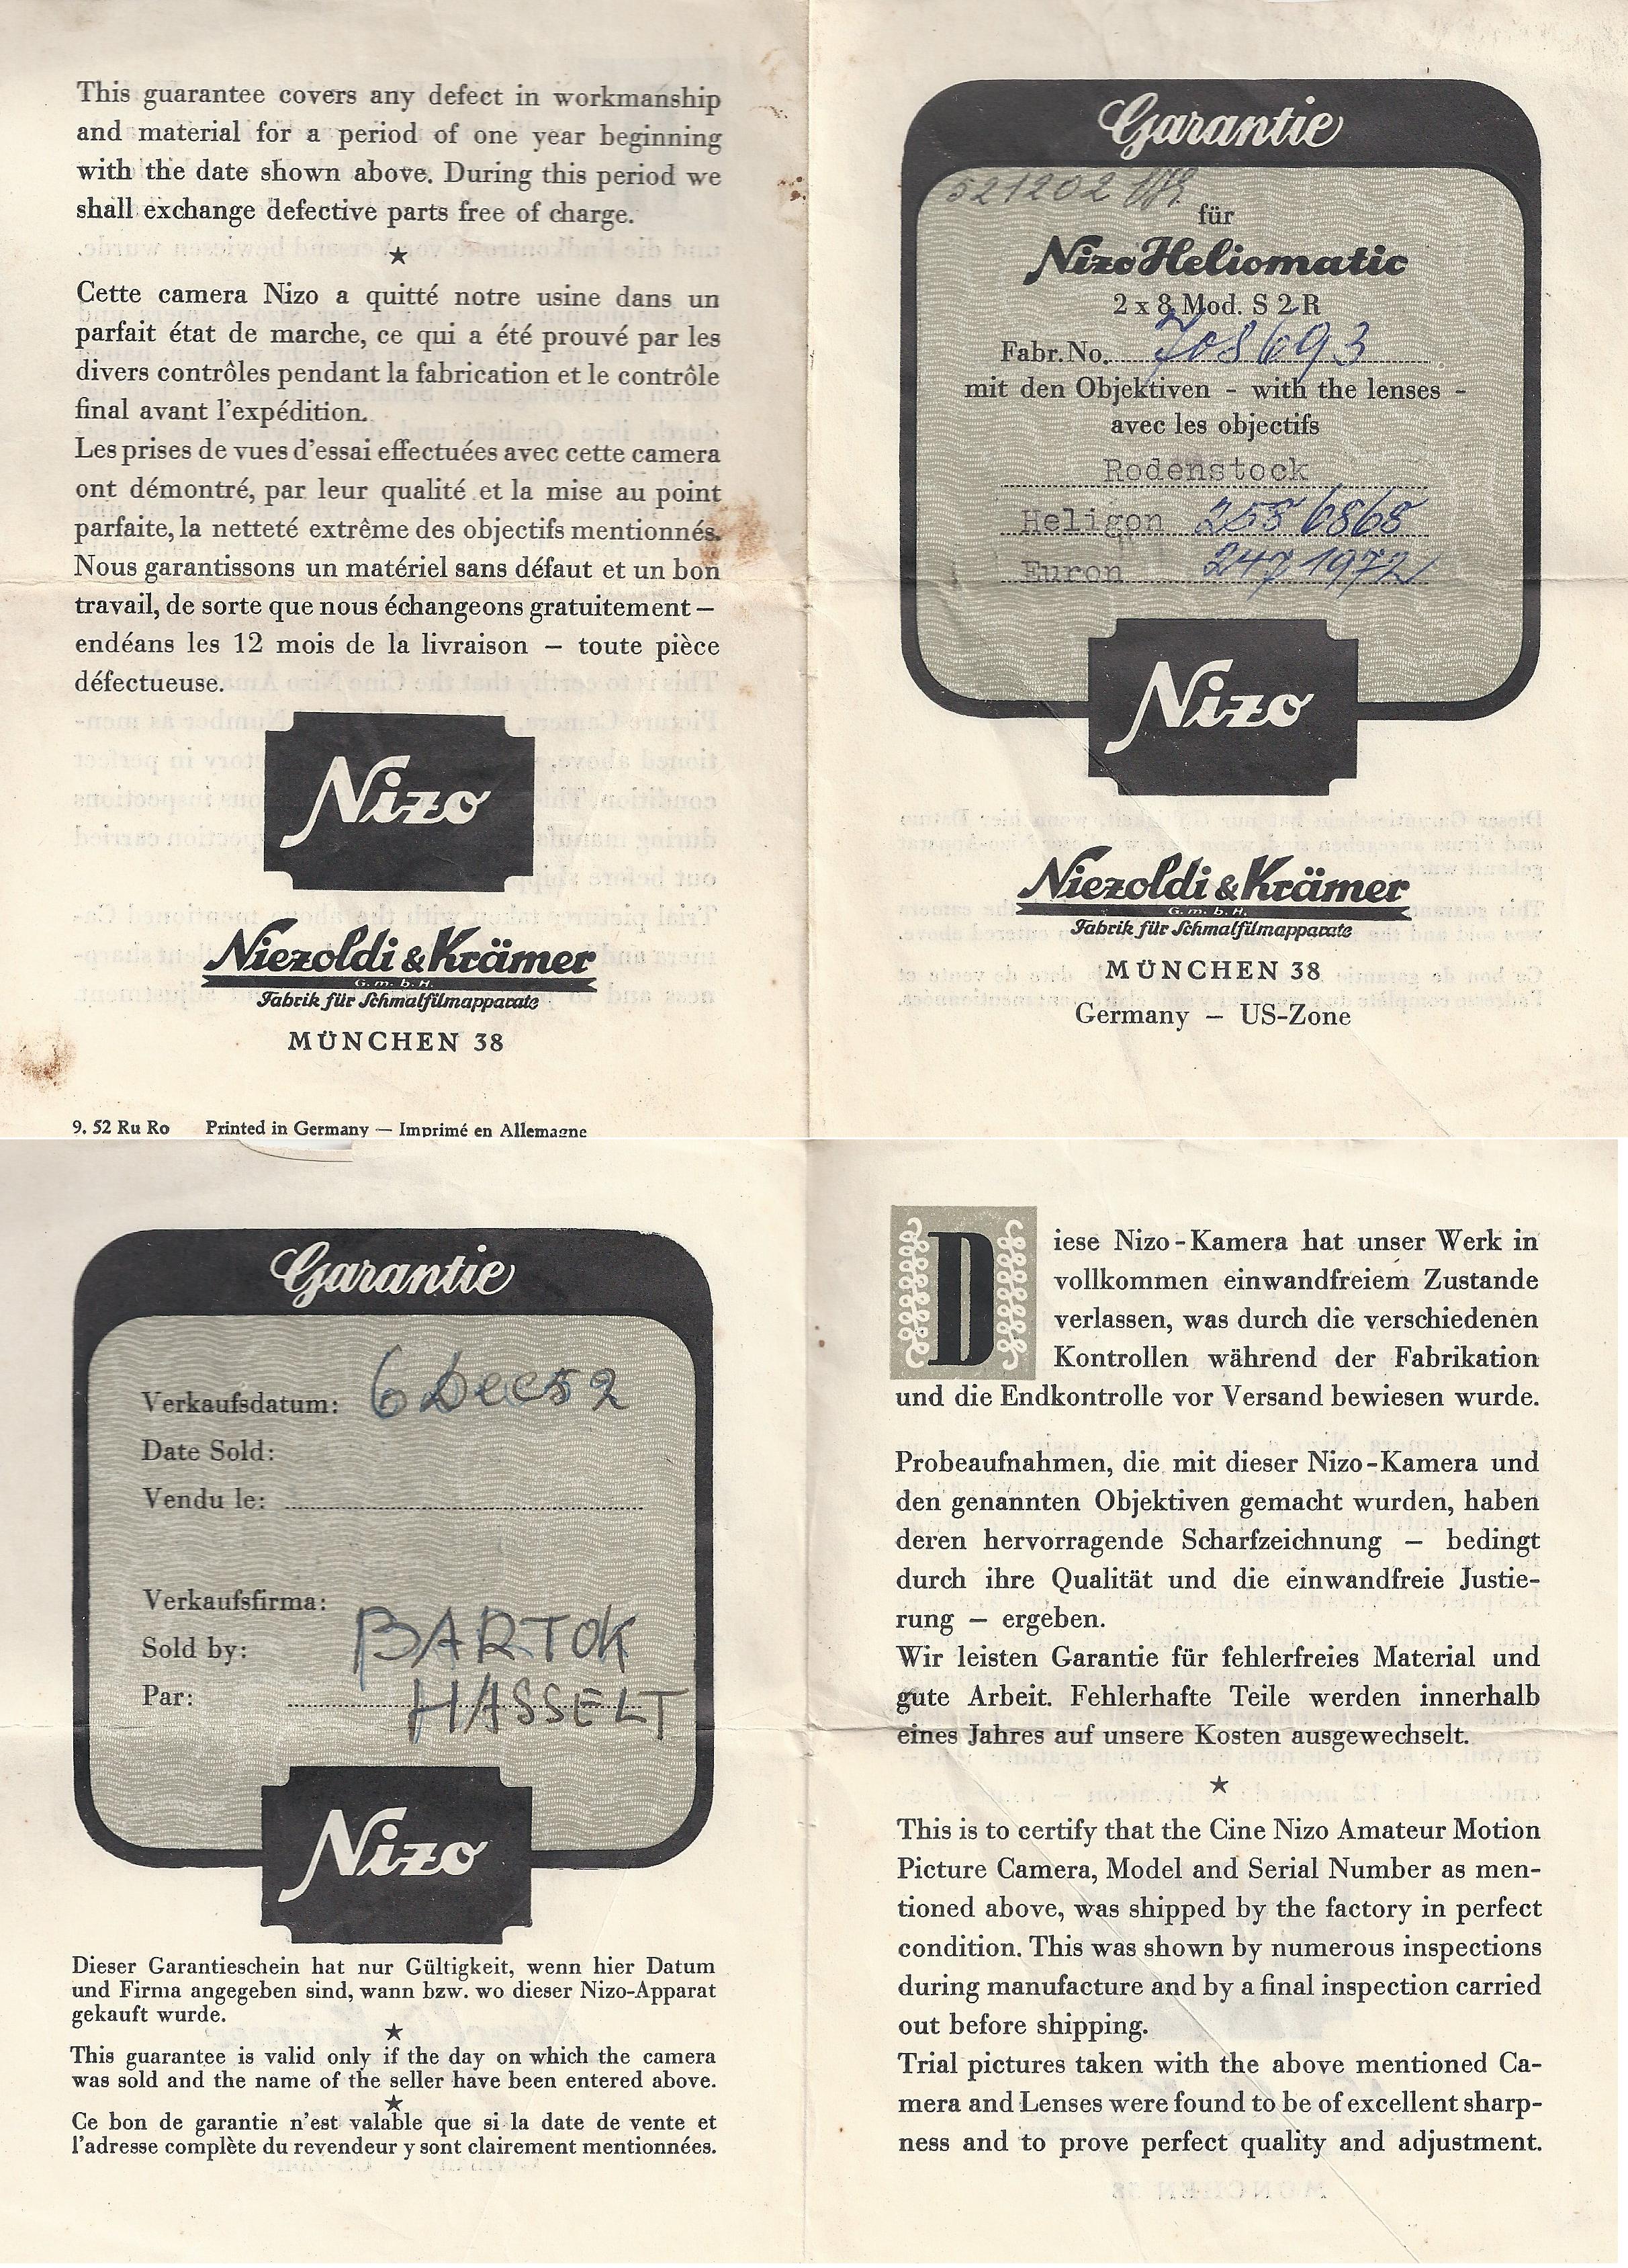 This guarantee covers any defect in workmanship
and material for a period of one year beginning
with the date shown above. During this period we
shall exchange defective parts free of charge.
★
Cette camera Nizo a quitté notre usine dans un
parfait état de marche, ce qui a été prouvé par les
divers contrôles pendant la fabrication et le contrôle
final avant l'expédition.
Les prises de vues d'essai effectuées avec cette camera
ont démontré, par leur qualité et la mise au point
parfaite, la netteté extrême des objectifs mentionnés.
Nous garantissons un matériel sans défaut et un bon
travail, de sorte que nous échangeons gratuitement –
endéans les 12 mois de la livraison – toute pièce
défectueuse.
Nizo
Niezoldi & Krämer
G. m. b. H.
Fabrik für Schmalfilmapparate
MÜNCHEN 38
9. 52 Ru Ro Printed in Germany — Imprimé en Allemagne
Garantie
521202
für
Nizo Heliomatic
2 x 8 Mod. S 2 R
Fabr. No. 708693
mit den Objektiven - with the lenses -
avec les objectifs
Rodenstock
Heligon 2536868
Euron 2471972
Nizo
Niezoldi & Krämer
G. m. b. H.
Fabrik für Schmalfilmapparate
MÜNCHEN 38
Germany – US-Zone
Garantie
Verkaufsdatum: 6 Dec 52
Date Sold:
Vendu le:
Verkaufsfirma:
Sold by: BARTOK
Par: HASSELT
Nizo
Dieser Garantieschein hat nur Gültigkeit, wenn hier Datum
und Firma angegeben sind, wann bzw. wo dieser Nizo-Apparat
gekauft wurde.
★
This guarantee is valid only if the day on which the camera
was sold and the name of the seller have been entered above.
★
Ce bon de garantie n'est valable que si la date de vente et
l'adresse complète du revendeur y sont clairement mentionnées.
Diese Nizo-Kamera hat unser Werk in
vollkommen einwandfreiem Zustande
verlassen, was durch die verschiedenen
Kontrollen während der Fabrikation
und die Endkontrolle vor Versand bewiesen wurde.
Probeaufnahmen, die mit dieser Nizo-Kamera und
den genannten Objektiven gemacht wurden, haben
deren hervorragende Scharfzeichnung – bedingt
durch ihre Qualität und die einwandfreie Justie-
rung – ergeben.
Wir leisten Garantie für fehlerfreies Material und
gute Arbeit. Fehlerhafte Teile werden innerhalb
eines Jahres auf unsere Kosten ausgewechselt.
★
This is to certify that the Cine Nizo Amateur Motion
Picture Camera, Model and Serial Number as men-
tioned above, was shipped by the factory in perfect
condition. This was shown by numerous inspections
during manufacture and by a final inspection carried
out before shipping.
Trial pictures taken with the above mentioned Ca-
mera and Lenses were found to be of excellent sharp-
ness and to prove perfect quality and adjustment.